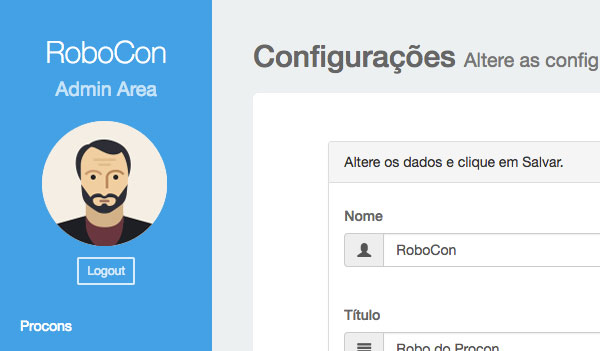 RoboCon
Admin Area
Logout
Procons
Configurações Altere as config
Altere os dados e clique em Salvar.
Nome
RoboCon
Título
Robo do Procon